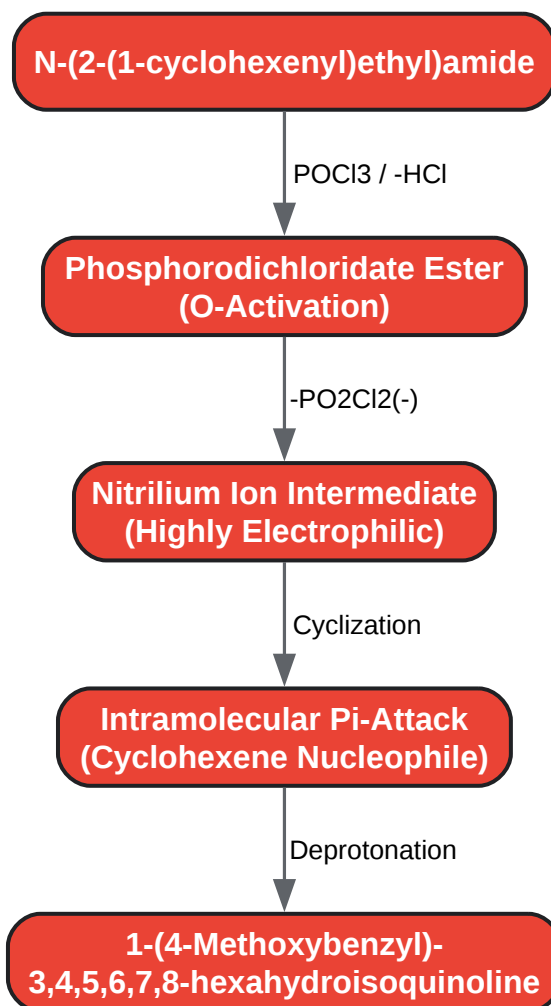 N-(2-(1-cyclohexenyl)ethyl)amide
POCl3 / -HCl
Phosphorodichloridate Ester
(O-Activation)
-PO2Cl2(-)
Nitrilium Ion Intermediate
(Highly Electrophilic)
Cyclization
Intramolecular Pi-Attack
(Cyclohexene Nucleophile)
Deprotonation
1-(4-Methoxybenzyl)-
3,4,5,6,7,8-hexahydroisoquinoline